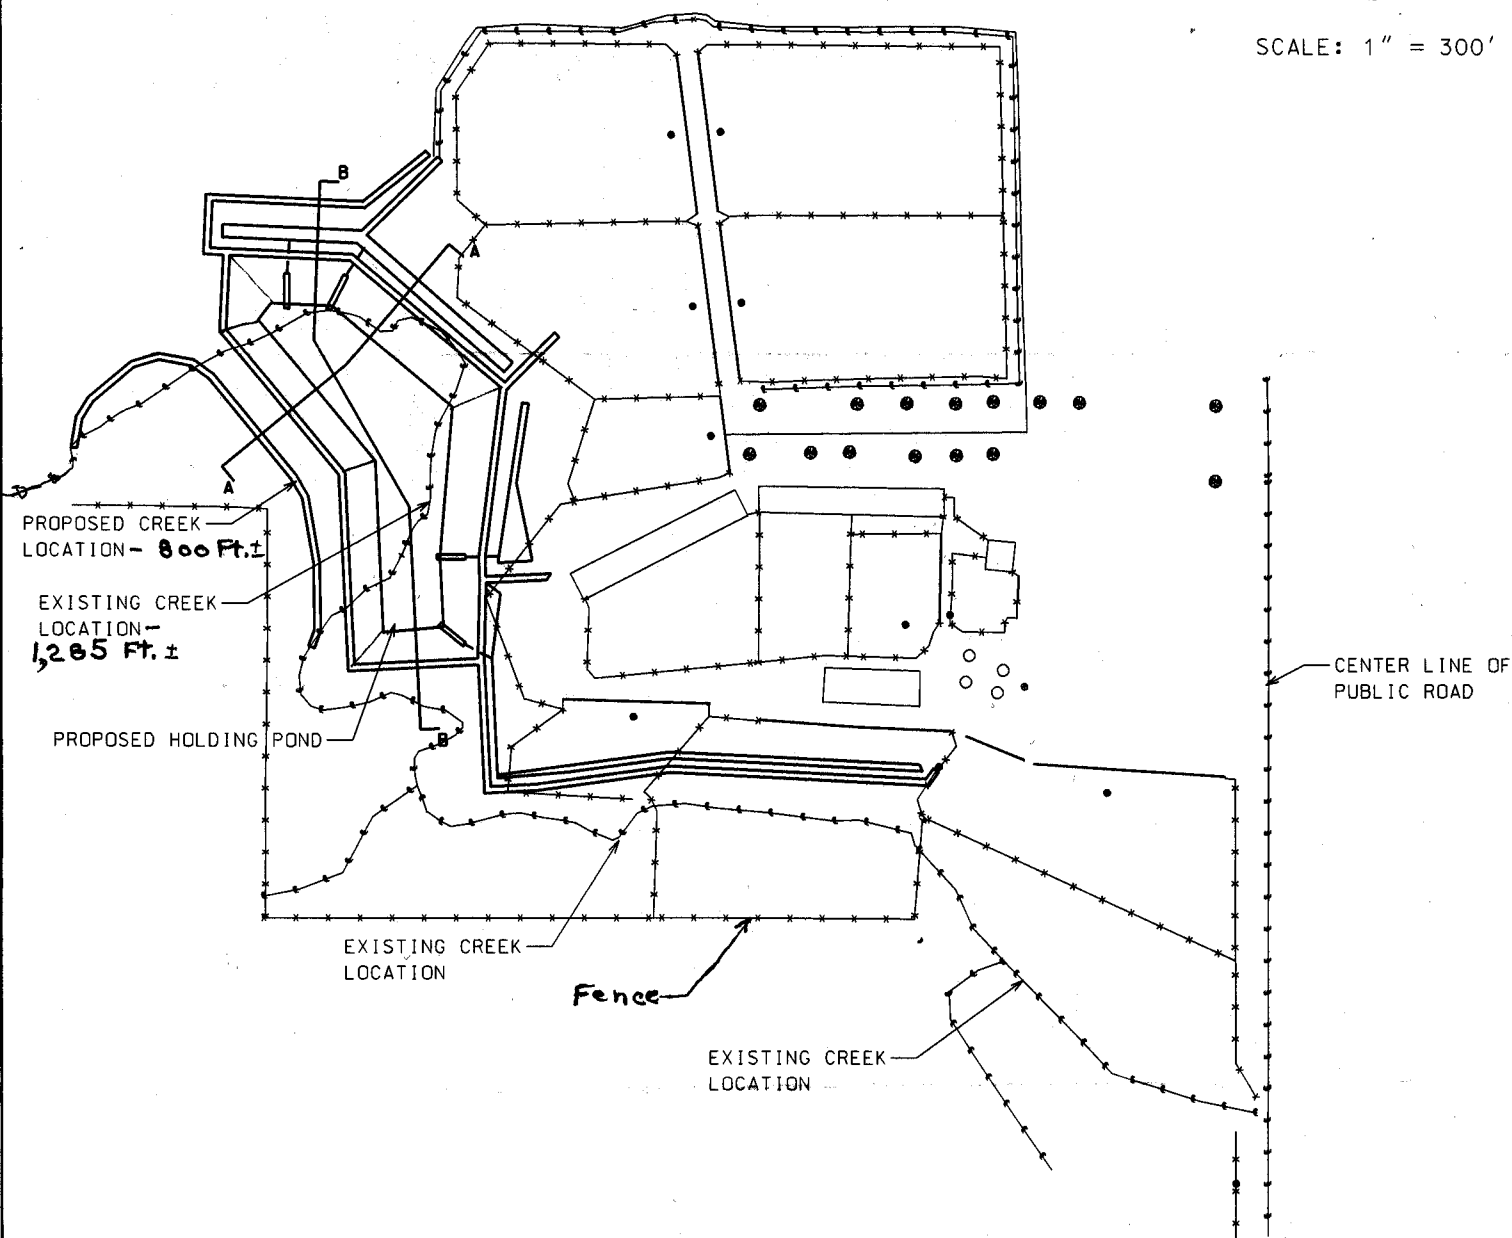 SCALE: 1" = 300'
B
A
A
PROPOSED CREEK
LOCATION- 800 Ft.±
EXISTING CREEK
LOCATION-
1,285 Ft. ±
PROPOSED HOLDING POND
B
CENTER LINE OF
PUBLIC ROAD
EXISTING CREEK
LOCATION
Fence
EXISTING CREEK
LOCATION